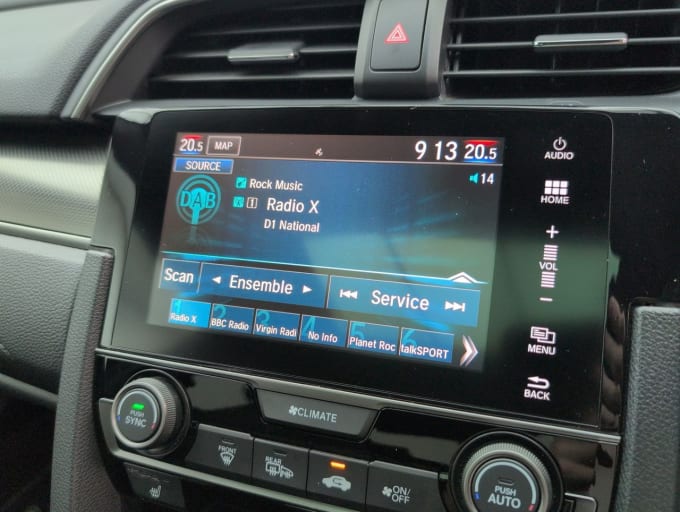 20.5 MAP 9 13 20.5
SOURCE
14
DAB
Rock Music
Radio X
D1 National
Scan Ensemble Service
1 2 3 4 5 6
Radio X BBC Radio Virgin Radi No Info Planet Roc talkSPORT
AUDIO
HOME
+
VOL
-
MENU
BACK
CLIMATE
PUSH
SYNC
FRONT
REAR
ON/
OFF
PUSH
AUTO